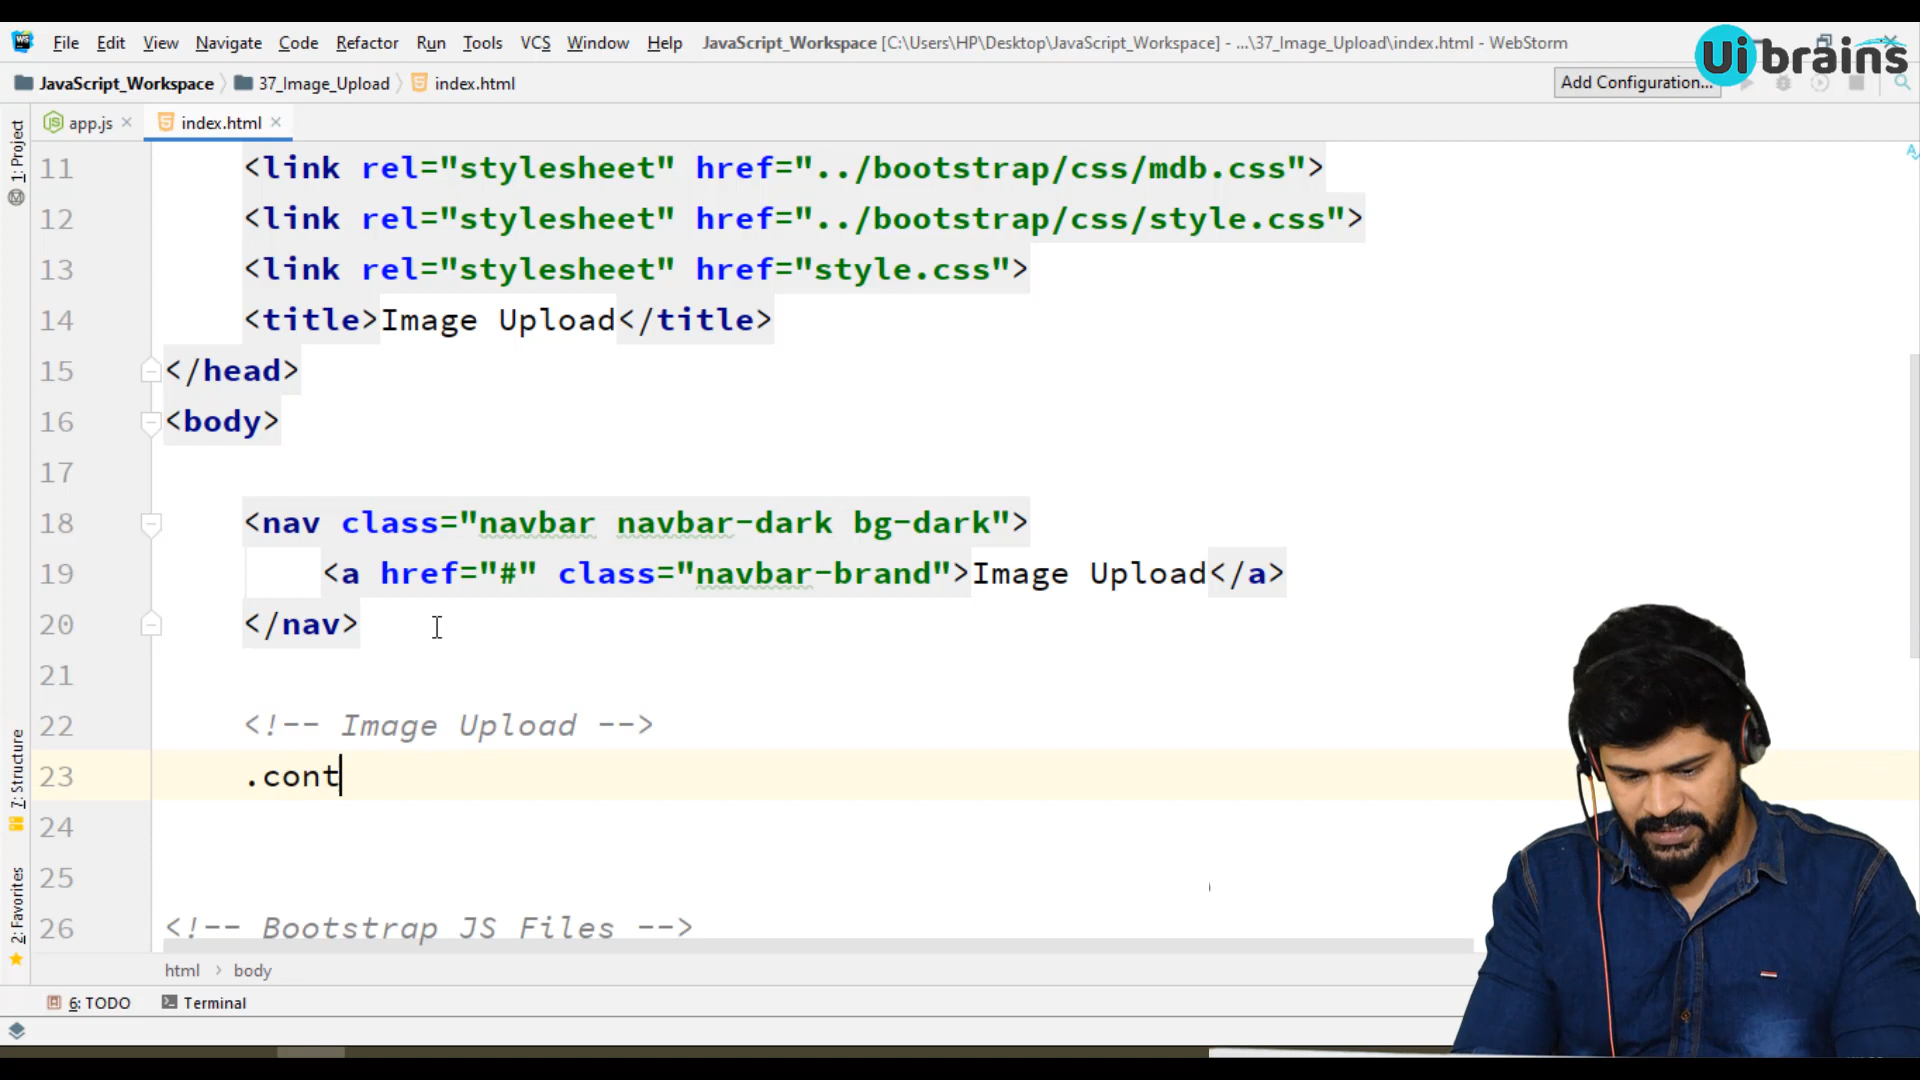 File Edit View Navigate Code Refactor Run Tools VCS Window Help JavaScript_Workspace [C:\Users\HP\Desktop\JavaScript_Workspace] - ...\37_Image_Upload\index.html - WebStorm
Ui brains
JavaScript_Workspace 37_Image_Upload index.html Add Configuration...
app.js index.html
1: Project
7: Structure
2: Favorites
11 <link rel="stylesheet" href="../bootstrap/css/mdb.css">
12 <link rel="stylesheet" href="../bootstrap/css/style.css">
13 <link rel="stylesheet" href="style.css">
14 <title>Image Upload</title>
15 </head>
16 <body>
17
18 <nav class="navbar navbar-dark bg-dark">
19 <a href="#" class="navbar-brand">Image Upload</a>
20 </nav>
21
22 <!-- Image Upload -->
23 .cont
24
25
26 <!-- Bootstrap JS Files -->
html › body
6: TODO Terminal